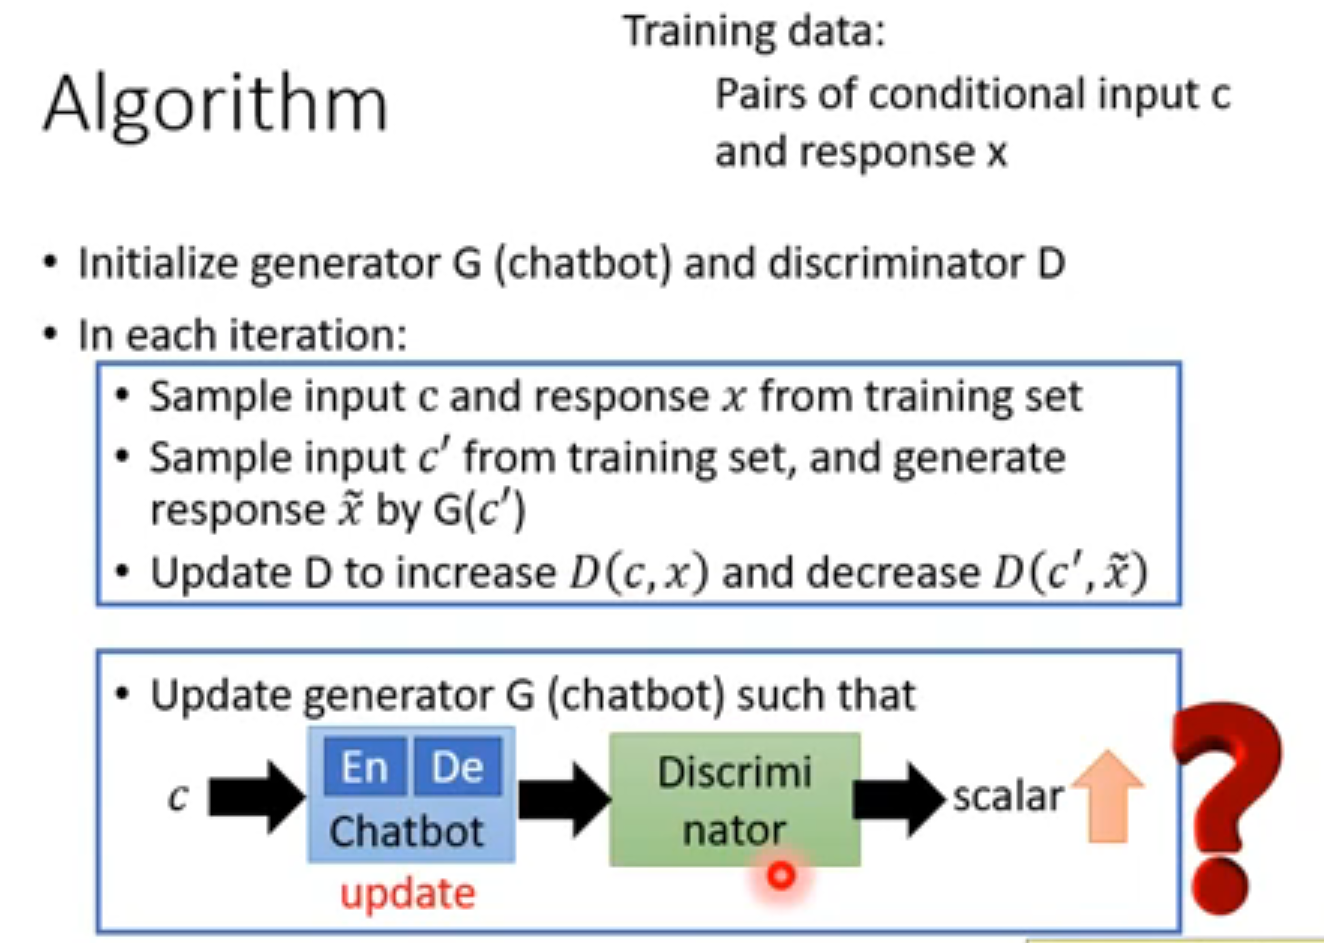 Training data:
Algorithm
Pairs of conditional input c
and response x
• Initialize generator G (chatbot) and discriminator D
• In each iteration:
• Sample input c and response x from training set
• Sample input c′ from training set, and generate
response x̃ by G(c′)
• Update D to increase D(c, x) and decrease D(c′, x̃)
• Update generator G (chatbot) such that
En De
c
Chatbot
Discrimi
nator
scalar
?
update